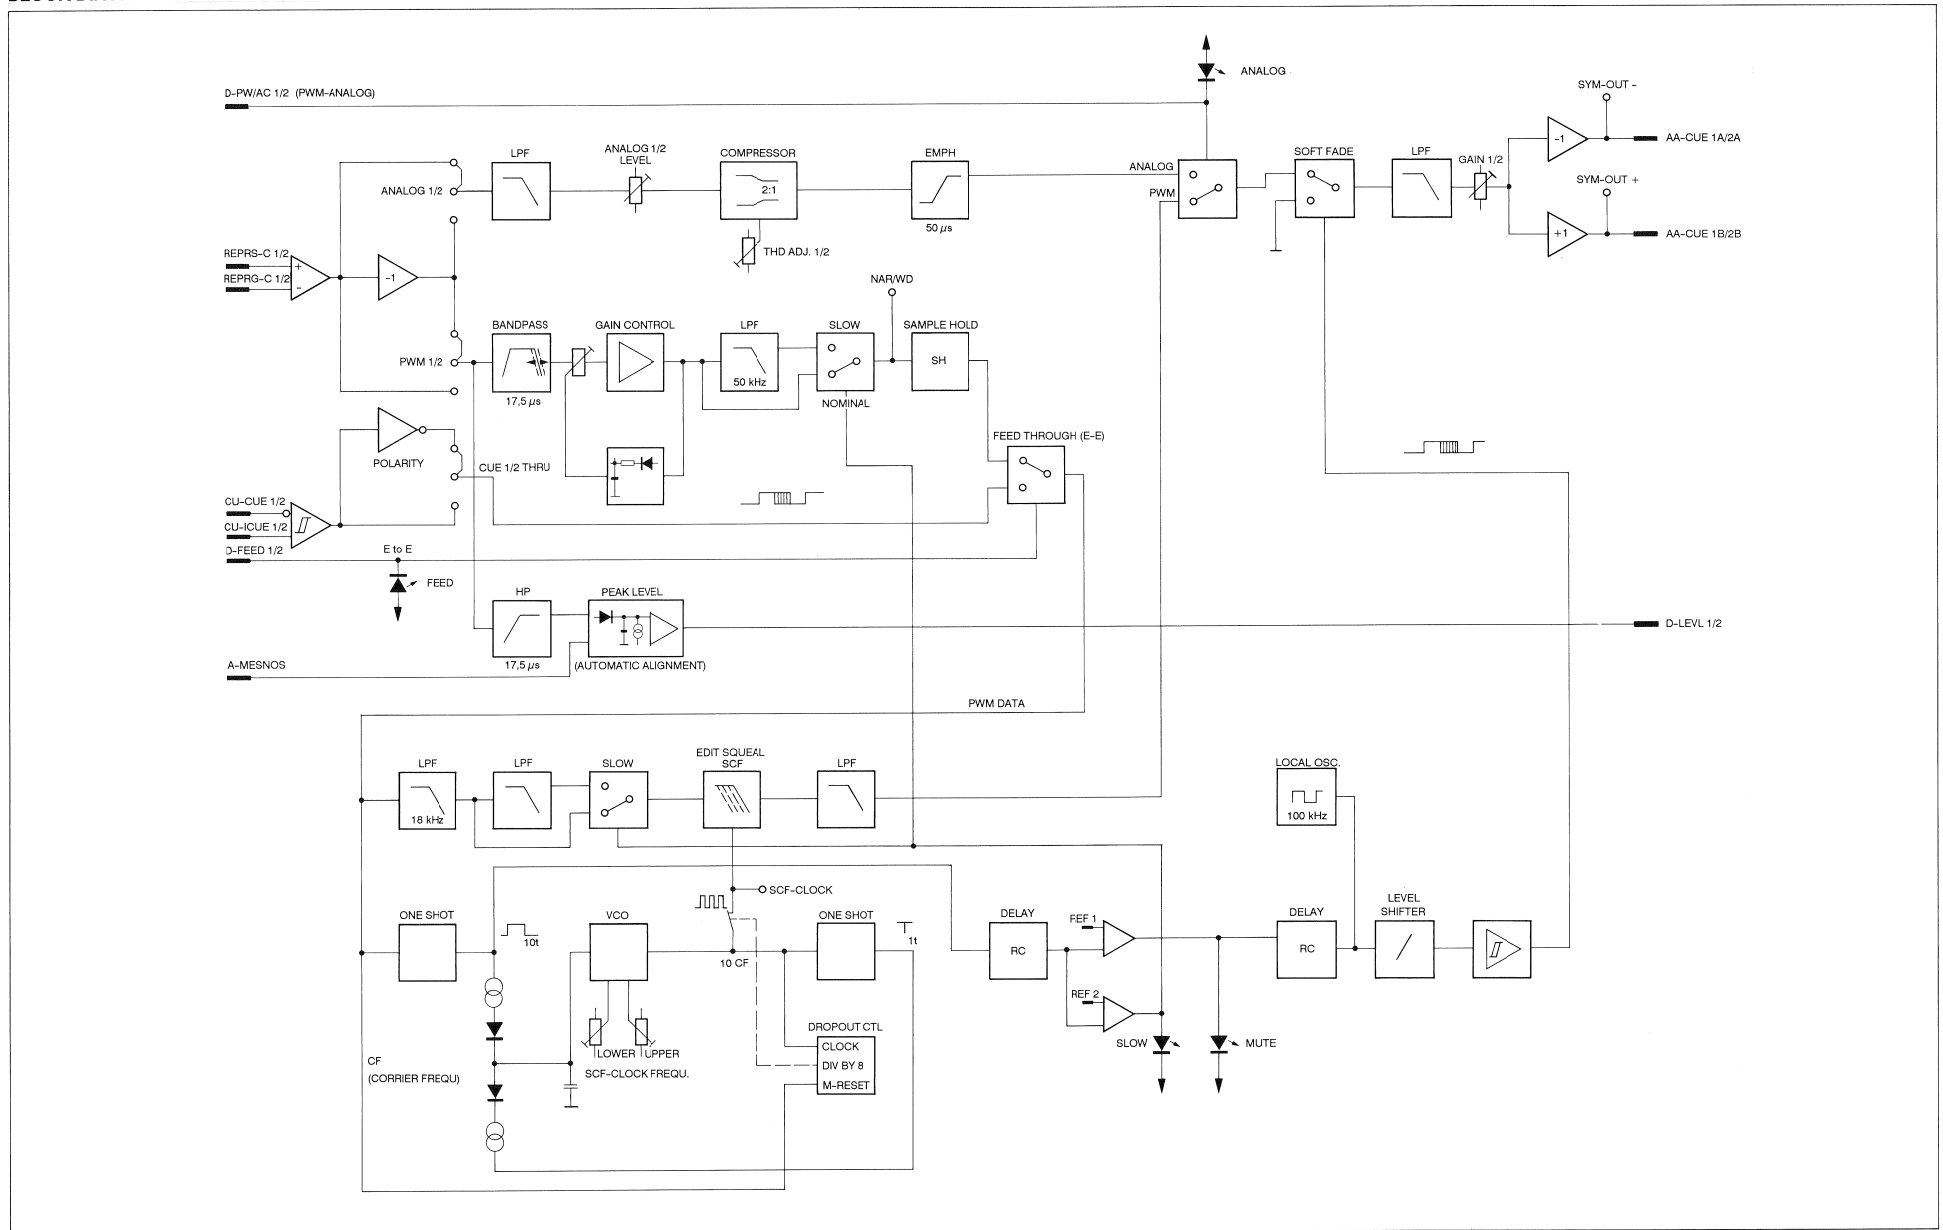 ANALOG
D-PW/AC 1/2 (PWM-ANALOG)
SYM-OUT -
-1
AA-CUE 1A/2A
LPF
ANALOG 1/2
LEVEL
COMPRESSOR
2:1
EMPH
50 µs
ANALOG
PWM
SOFT FADE
LPF
GAIN 1/2
SYM-OUT +
+1
AA-CUE 1B/2B
ANALOG 1/2
THD ADJ. 1/2
REPRS-C 1/2
REPRG-C 1/2
+
-
-1
NAR/WD
BANDPASS
17,5 µs
GAIN CONTROL
LPF
50 kHz
SLOW
NOMINAL
SAMPLE HOLD
SH
PWM 1/2
POLARITY
CUE 1/2 THRU
FEED THROUGH (E-E)
CU-CUE 1/2
CU-ICUE 1/2
D-FEED 1/2
E to E
FEED
HP
17,5 µs
PEAK LEVEL
(AUTOMATIC ALIGNMENT)
D-LEVL 1/2
A-MESNOS
PWM DATA
LPF
18 kHz
LPF
SLOW
EDIT SQUEAL
SCF
LPF
LOCAL OSC.
100 kHz
SCF-CLOCK
ONE SHOT
10t
VCO
10 CF
ONE SHOT
1t
DELAY
RC
REF 1
REF 2
DELAY
RC
LEVEL
SHIFTER
LOWER
UPPER
SCF-CLOCK FREQU.
DROPOUT CTL
CLOCK
DIV BY 8
M-RESET
SLOW
MUTE
CF
(CORRIER FREQU)